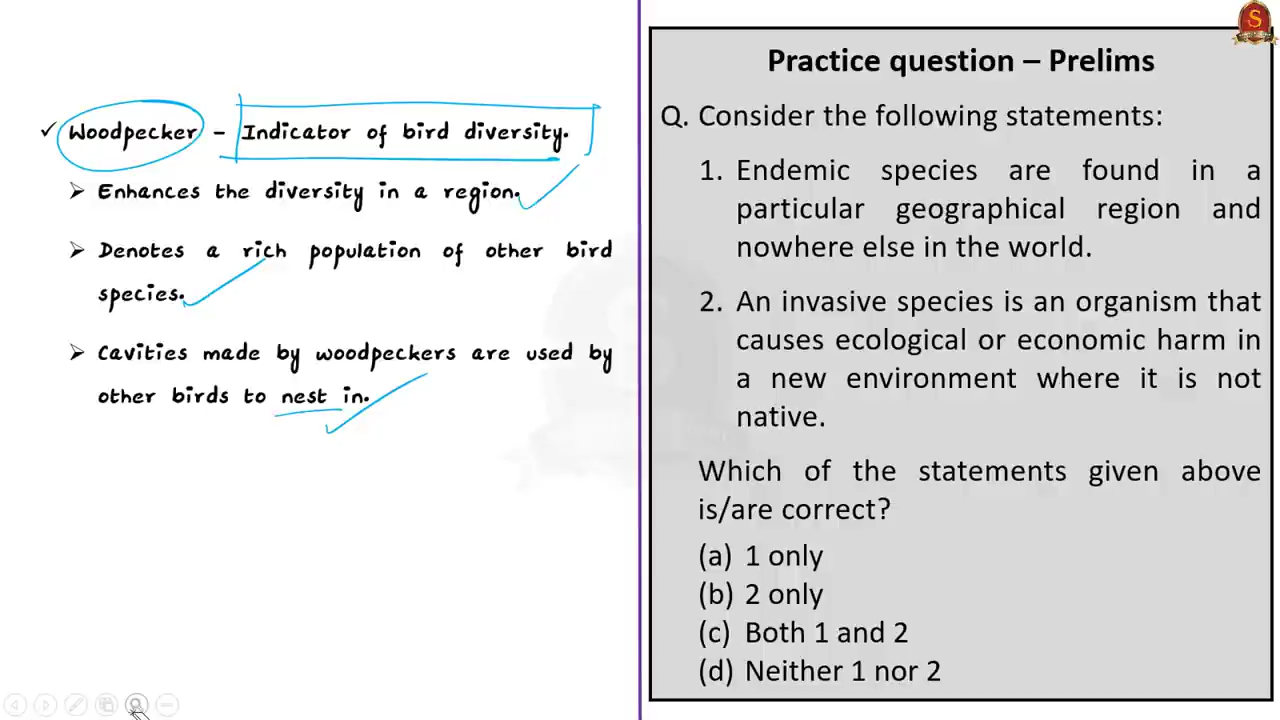 ✓ Woodpecker - Indicator of bird diversity.
➢ Enhances the diversity in a region.
➢ Denotes a rich population of other bird
species.
➢ Cavities made by woodpeckers are used by
other birds to nest in.
S
Practice question – Prelims
Q. Consider the following statements:
1. Endemic species are found in a
particular geographical region and
nowhere else in the world.
2. An invasive species is an organism that
causes ecological or economic harm in
a new environment where it is not
native.
Which of the statements given above
is/are correct?
(a) 1 only
(b) 2 only
(c) Both 1 and 2
(d) Neither 1 nor 2